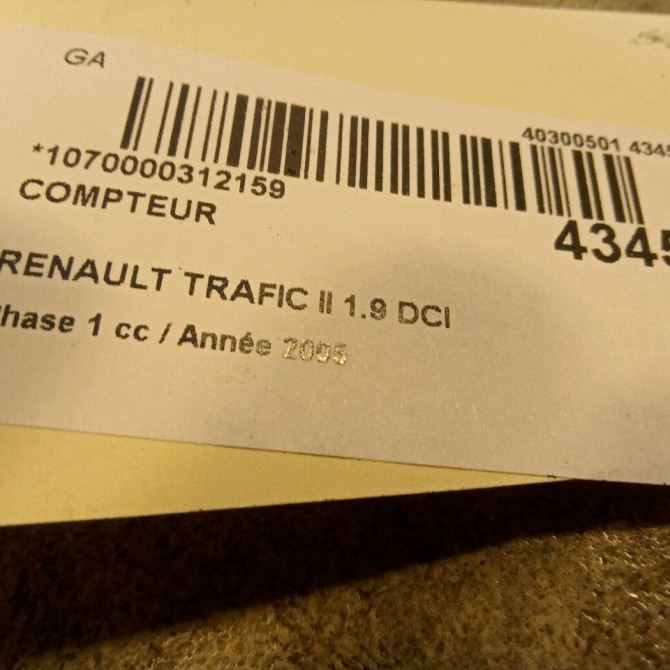 GA
40300501 4345
*1070000312159
COMPTEUR
4345
RENAULT TRAFIC II 1.9 DCI
hase 1 cc / Année 2005